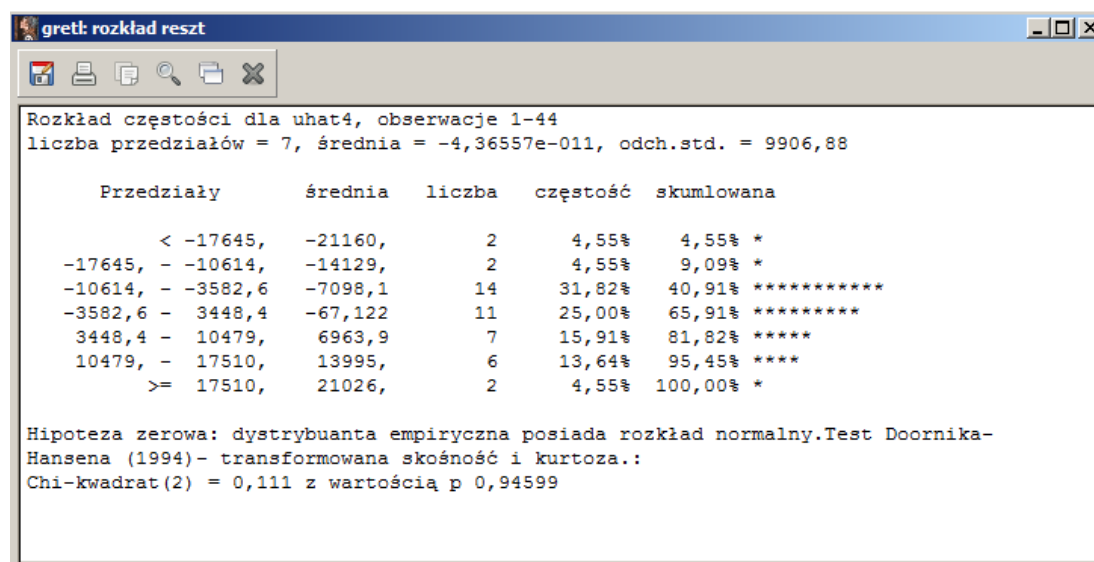 gretl: rozkład reszt
Rozkład częstości dla uhat4, obserwacje 1-44
liczba przedziałów = 7, średnia = -4,36557e-011, odch.std. = 9906,88
Przedziały średnia liczba częstość skumlowana
< -17645, -21160, 2 4,55% 4,55% *
-17645, - -10614, -14129, 2 4,55% 9,09% *
-10614, - -3582,6 -7098,1 14 31,82% 40,91% ***********
-3582,6 - 3448,4 -67,122 11 25,00% 65,91% *********
3448,4 - 10479, 6963,9 7 15,91% 81,82% *****
10479, - 17510, 13995, 6 13,64% 95,45% ****
>= 17510, 21026, 2 4,55% 100,00% *
Hipoteza zerowa: dystrybuanta empiryczna posiada rozkład normalny.Test Doornika-
Hansena (1994)- transformowana skośność i kurtoza.:
Chi-kwadrat(2) = 0,111 z wartością p 0,94599